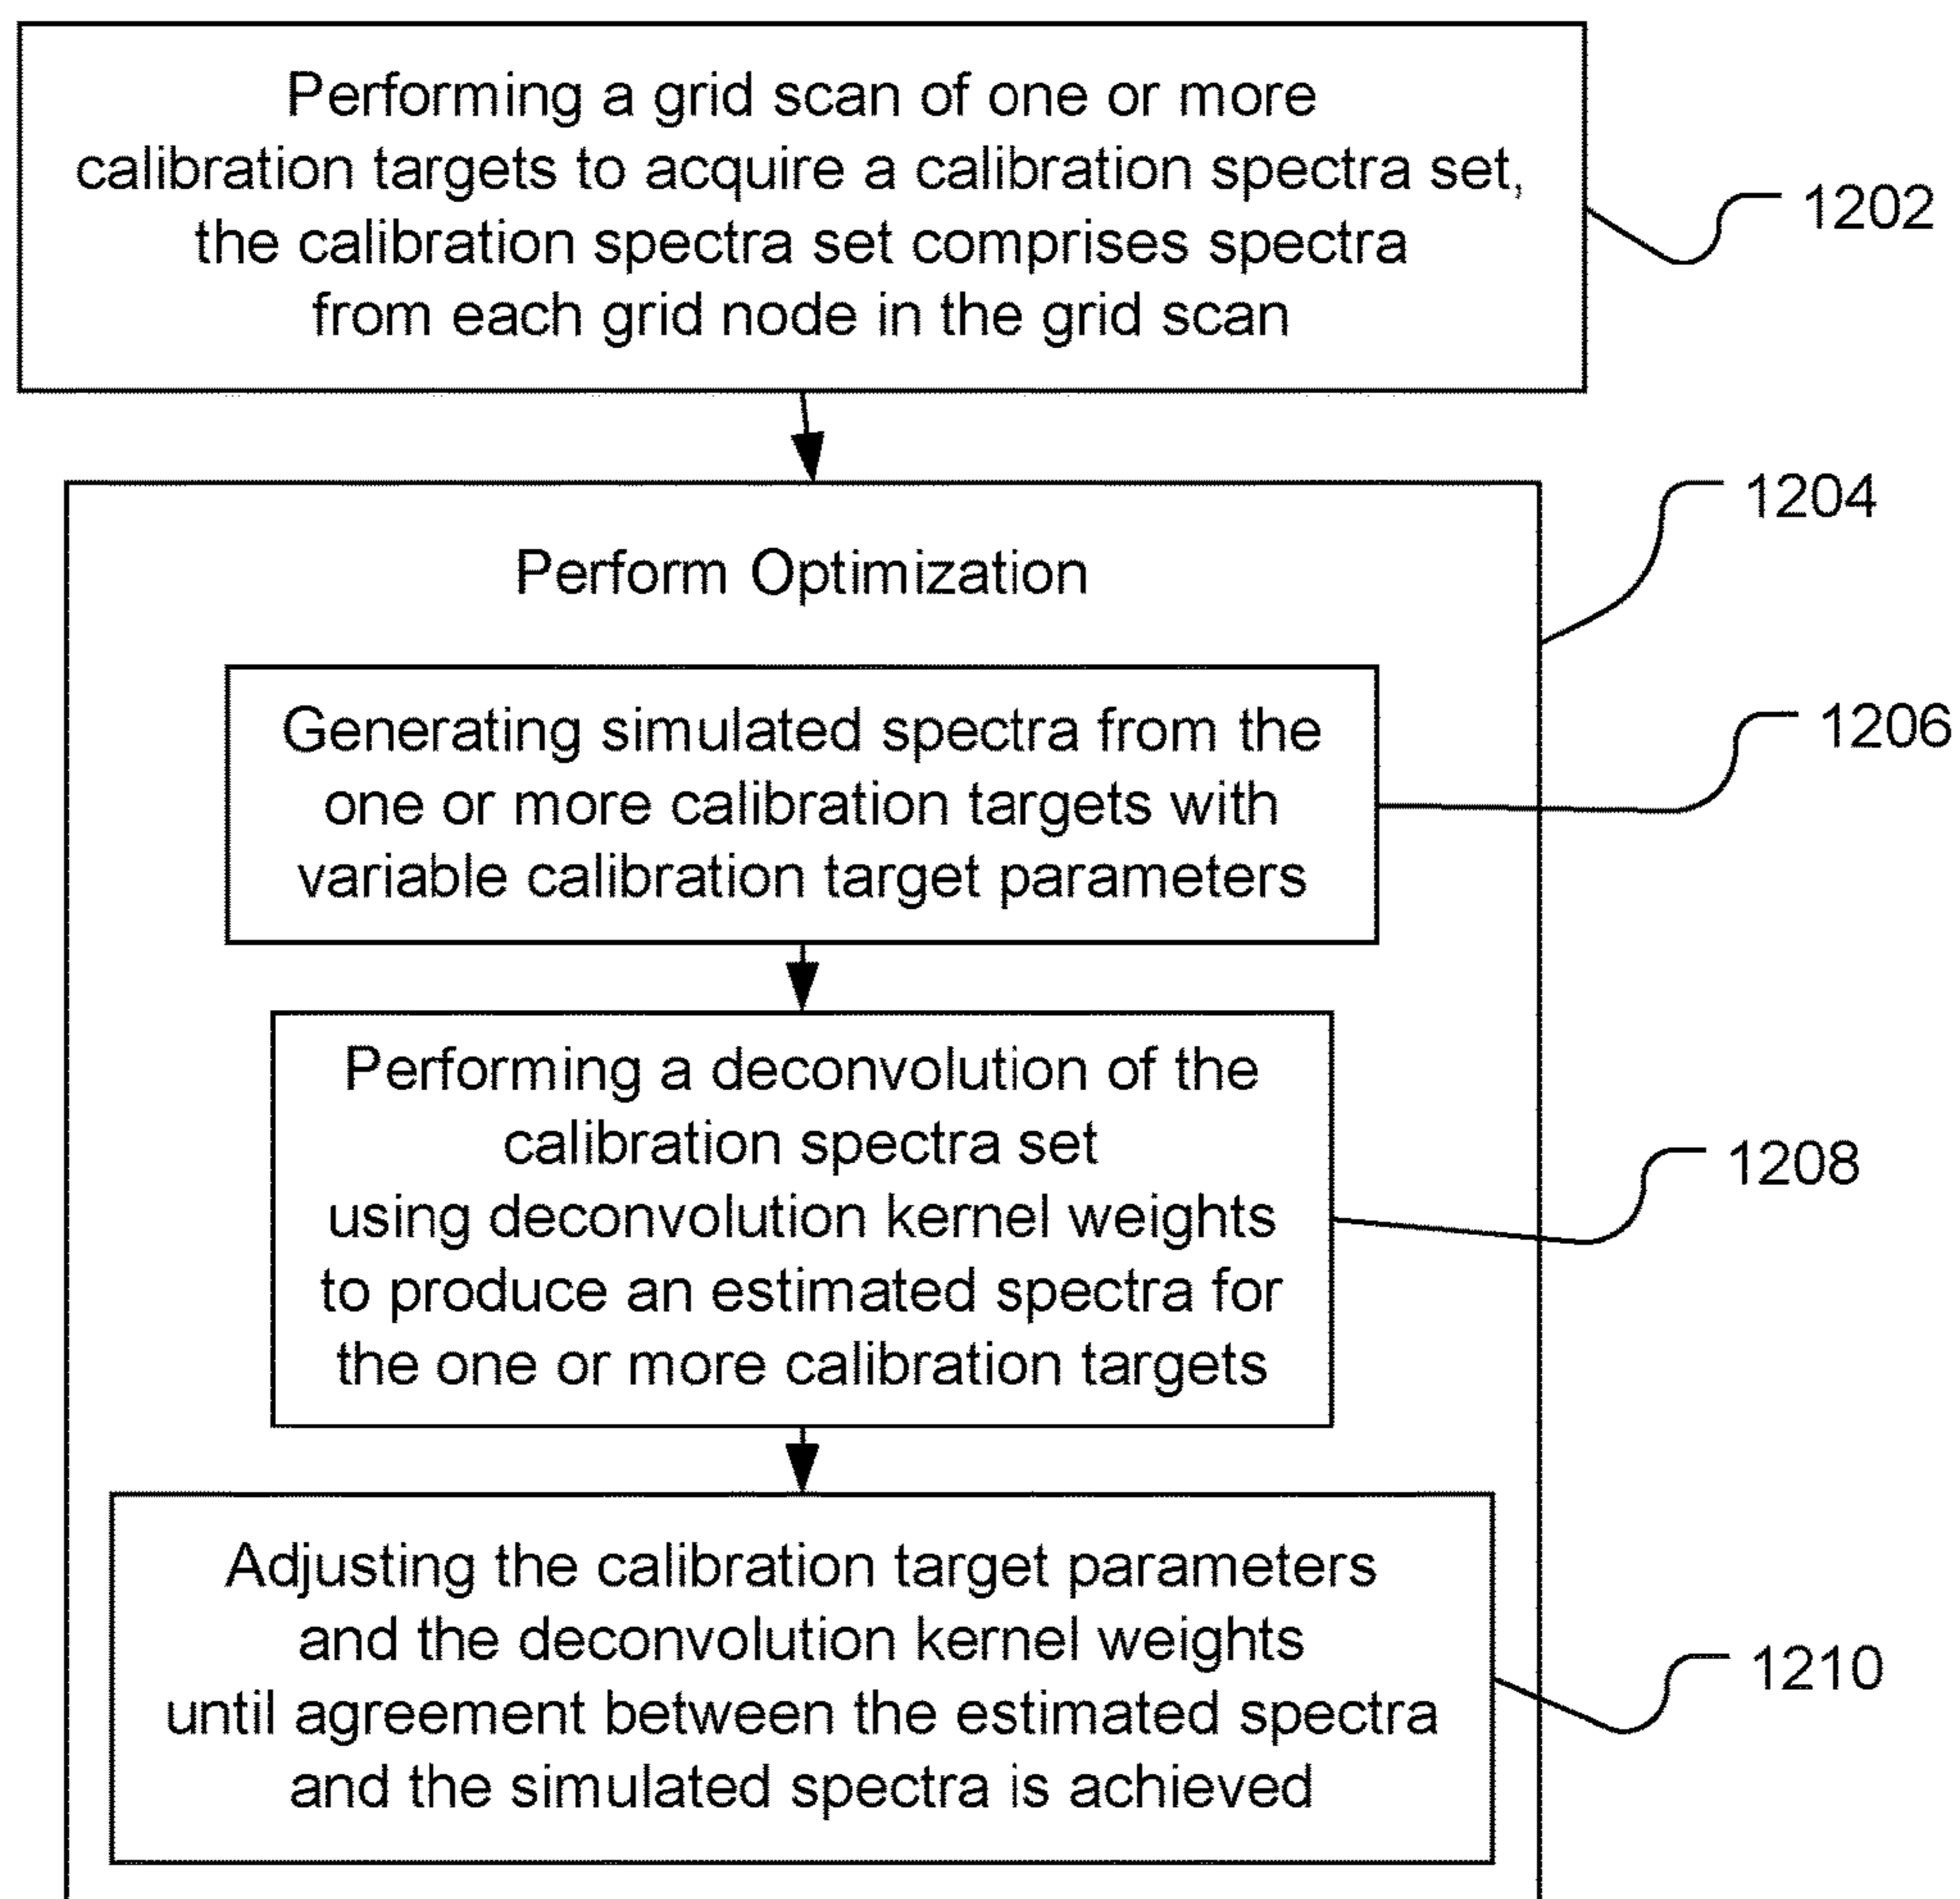 Performing a grid scan of one or more
calibration targets to acquire a calibration spectra set,
the calibration spectra set comprises spectra
from each grid node in the grid scan
1202
1204
Perform Optimization
Generating simulated spectra from the
one or more calibration targets with
variable calibration target parameters
1206
Performing a deconvolution of the
calibration spectra set
using deconvolution kernel weights
to produce an estimated spectra for
the one or more calibration targets
1208
Adjusting the calibration target parameters
and the deconvolution kernel weights
until agreement between the estimated spectra
and the simulated spectra is achieved
1210